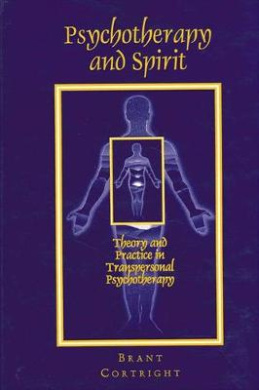 Psychotherapy
and Spirit
Theory and
Practice in
Transpersonal
Psychotherapy
BRANT
CORTRIGHT